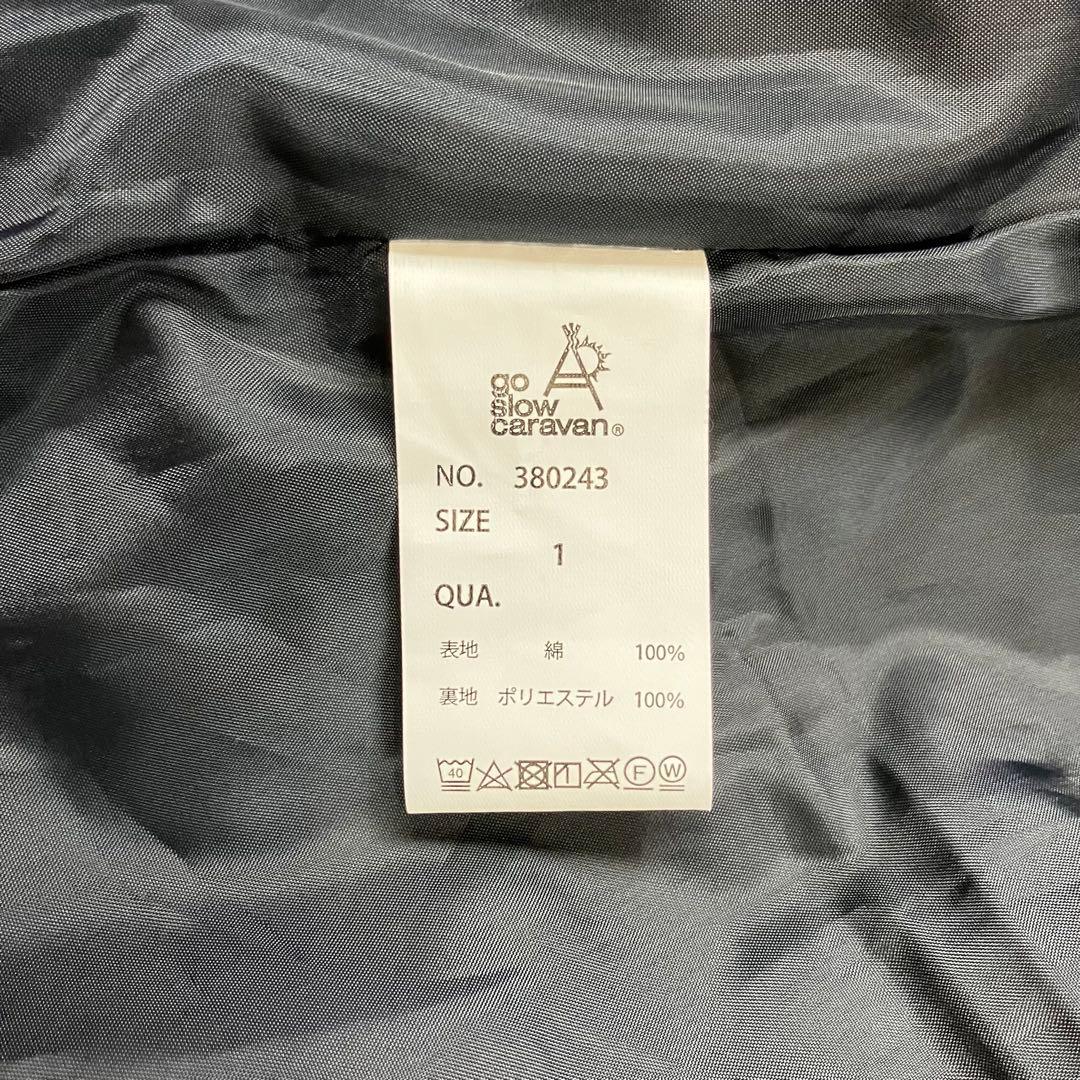 go
slow
caravan®
NO. 380243
SIZE
1
QUA.
表地 綿 100%
裏地 ポリエステル 100%
40 F W